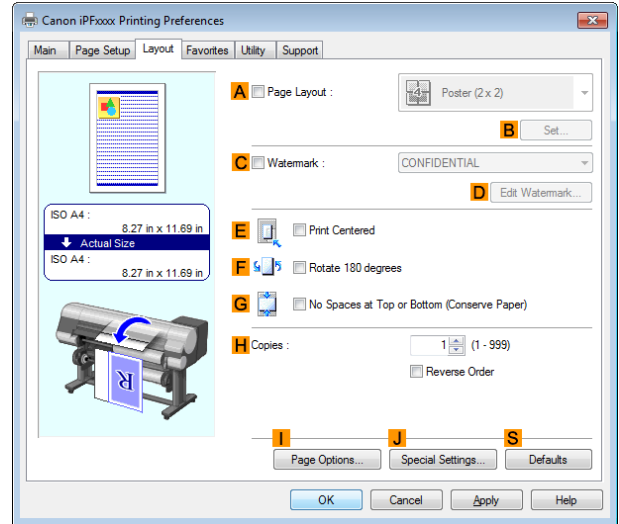 Canon iPFxxxx Printing Preferences
Main Page Setup Layout Favorites Utility Support
A Page Layout : 4 Poster (2 x 2)
B Set...
C Watermark : CONFIDENTIAL
D Edit Watermark...
ISO A4 :
8.27 in x 11.69 in
Actual Size
ISO A4 :
8.27 in x 11.69 in
E Print Centered
F Rotate 180 degrees
G No Spaces at Top or Bottom (Conserve Paper)
H Copies : 1 (1 - 999)
Reverse Order
R
I J S
Page Options... Special Settings... Defaults
OK Cancel Apply Help